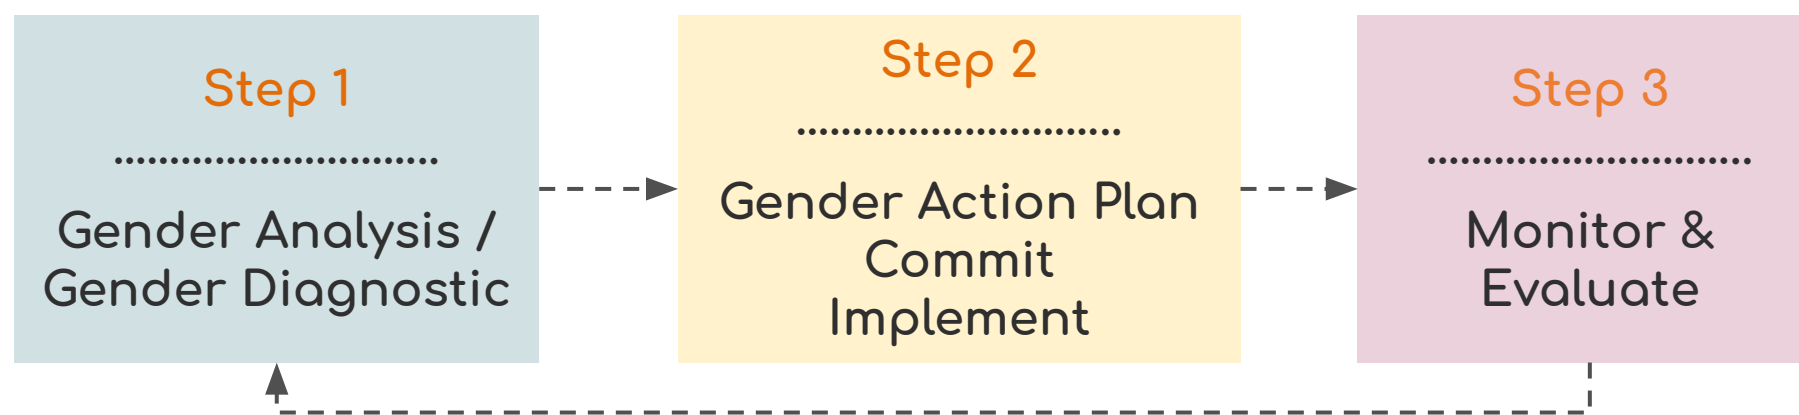 Step 1
Gender Analysis /
Gender Diagnostic
Step 2
Gender Action Plan
Commit
Implement
Step 3
Monitor &
Evaluate